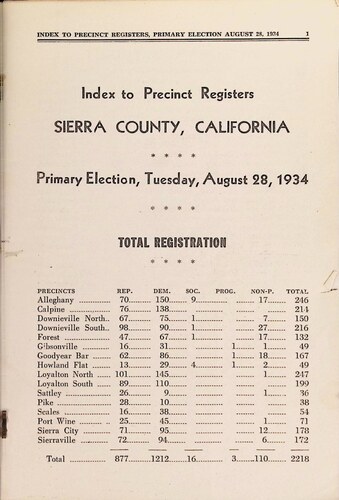 INDEX TO PRECINCT REGISTERS, PRIMARY ELECTION AUGUST 28, 1934 1
Index to Precinct Registers
SIERRA COUNTY, CALIFORNIA
* * * *
Primary Election, Tuesday, August 28, 1934
* * * *
TOTAL REGISTRATION
* * * *
PRECINCTS REP. DEM. SOC. PROG. NON-P. TOTAL
Alleghany 70 150 9 17 246
Calpine 76 138 214
Downieville North 67 75 1 7 150
Downieville South 98 90 1 27 216
Forest 47 67 1 17 132
Gibsonville 16 31 1 1 49
Goodyear Bar 62 86 1 18 167
Howland Flat 13 29 4 1 2 49
Loyalton North 101 145 1 247
Loyalton South 89 110 199
Sattley 26 9 1 36
Pike 28 10 38
Scales 16 38 54
Port Wine 25 45 1 71
Sierra City 71 95 12 178
Sierraville 72 94 6 172
Total 877 1212 16 3 110 2218